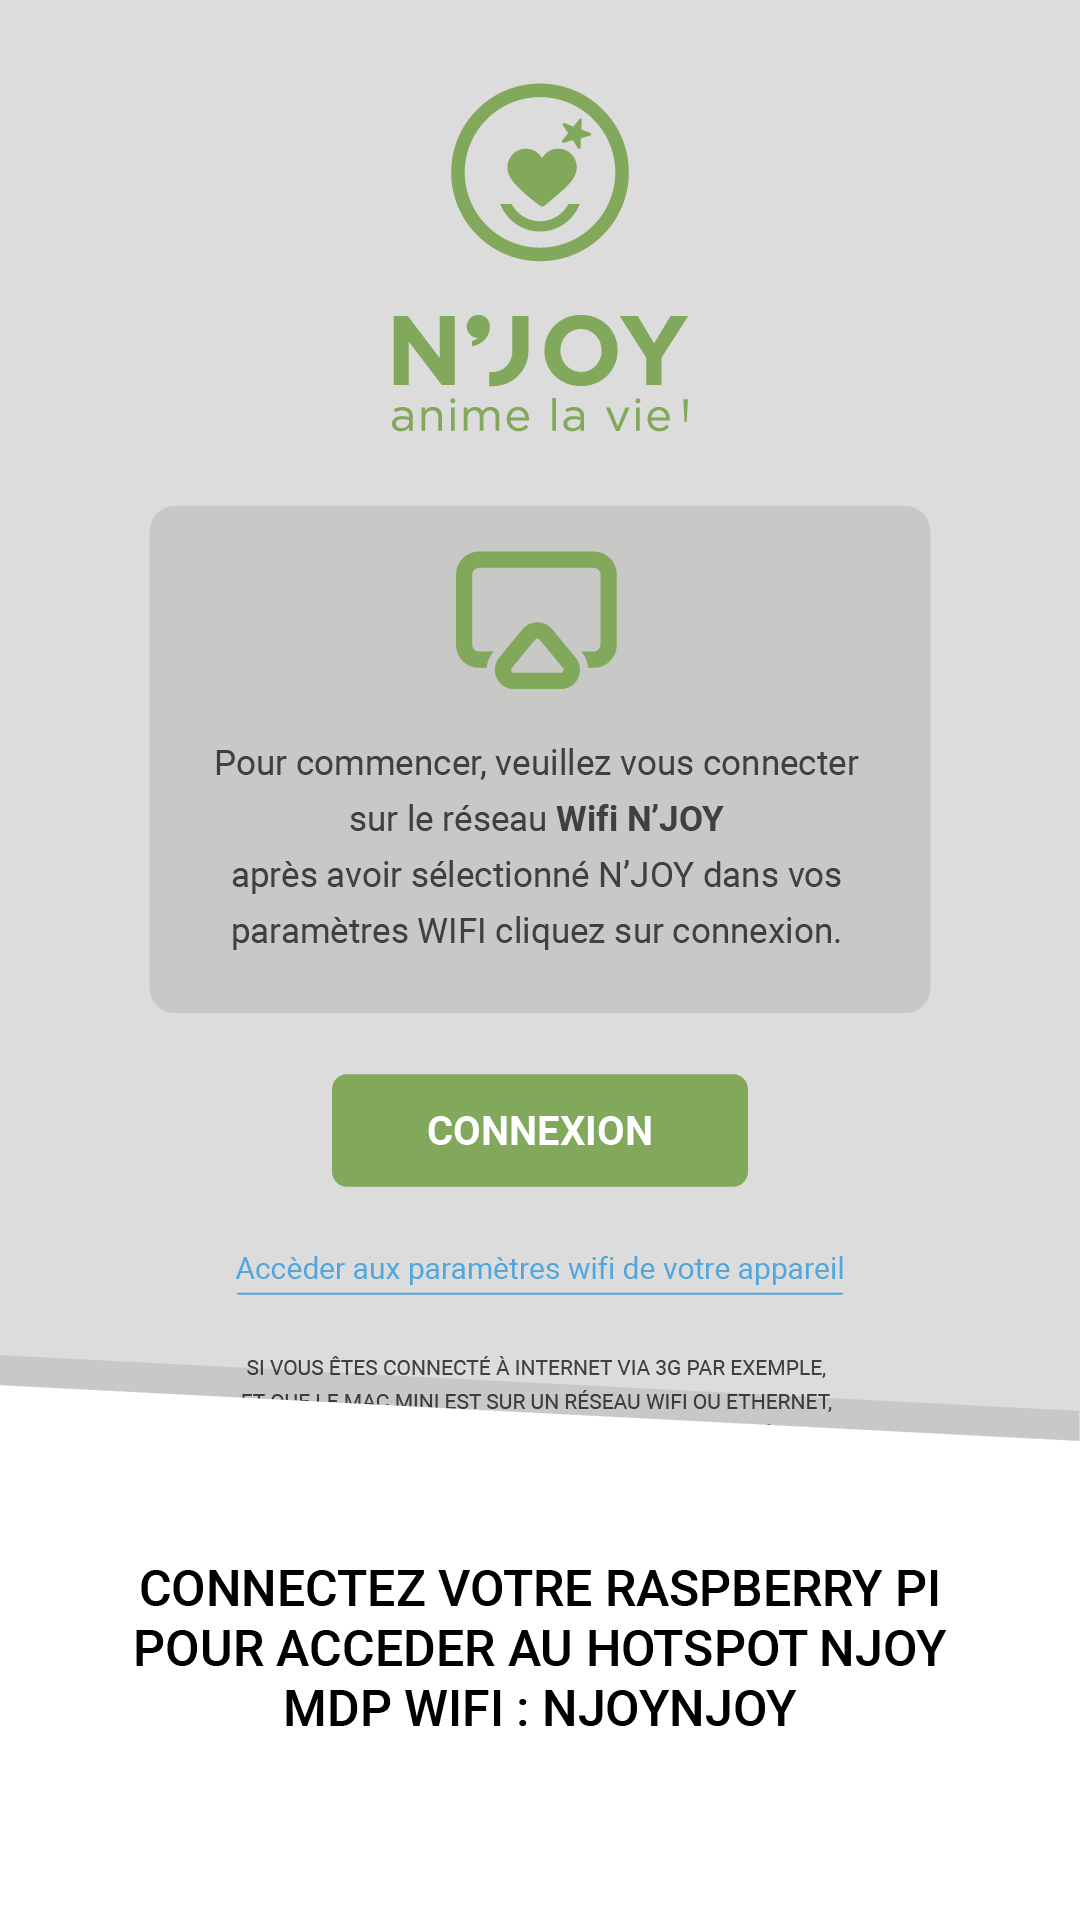 N’JOY
anime la vie !
Pour commencer, veuillez vous connecter
sur le réseau Wifi N’JOY
après avoir sélectionné N’JOY dans vos
paramètres WIFI cliquez sur connexion.
CONNEXION
Accèder aux paramètres wifi de votre appareil
SI VOUS ÊTES CONNECTÉ À INTERNET VIA 3G PAR EXEMPLE,
ET QUE LE MAC MINI EST SUR UN RÉSEAU WIFI OU ETHERNET,
CONNECTEZ VOTRE RASPBERRY PI
POUR ACCEDER AU HOTSPOT NJOY
MDP WIFI : NJOYNJOY